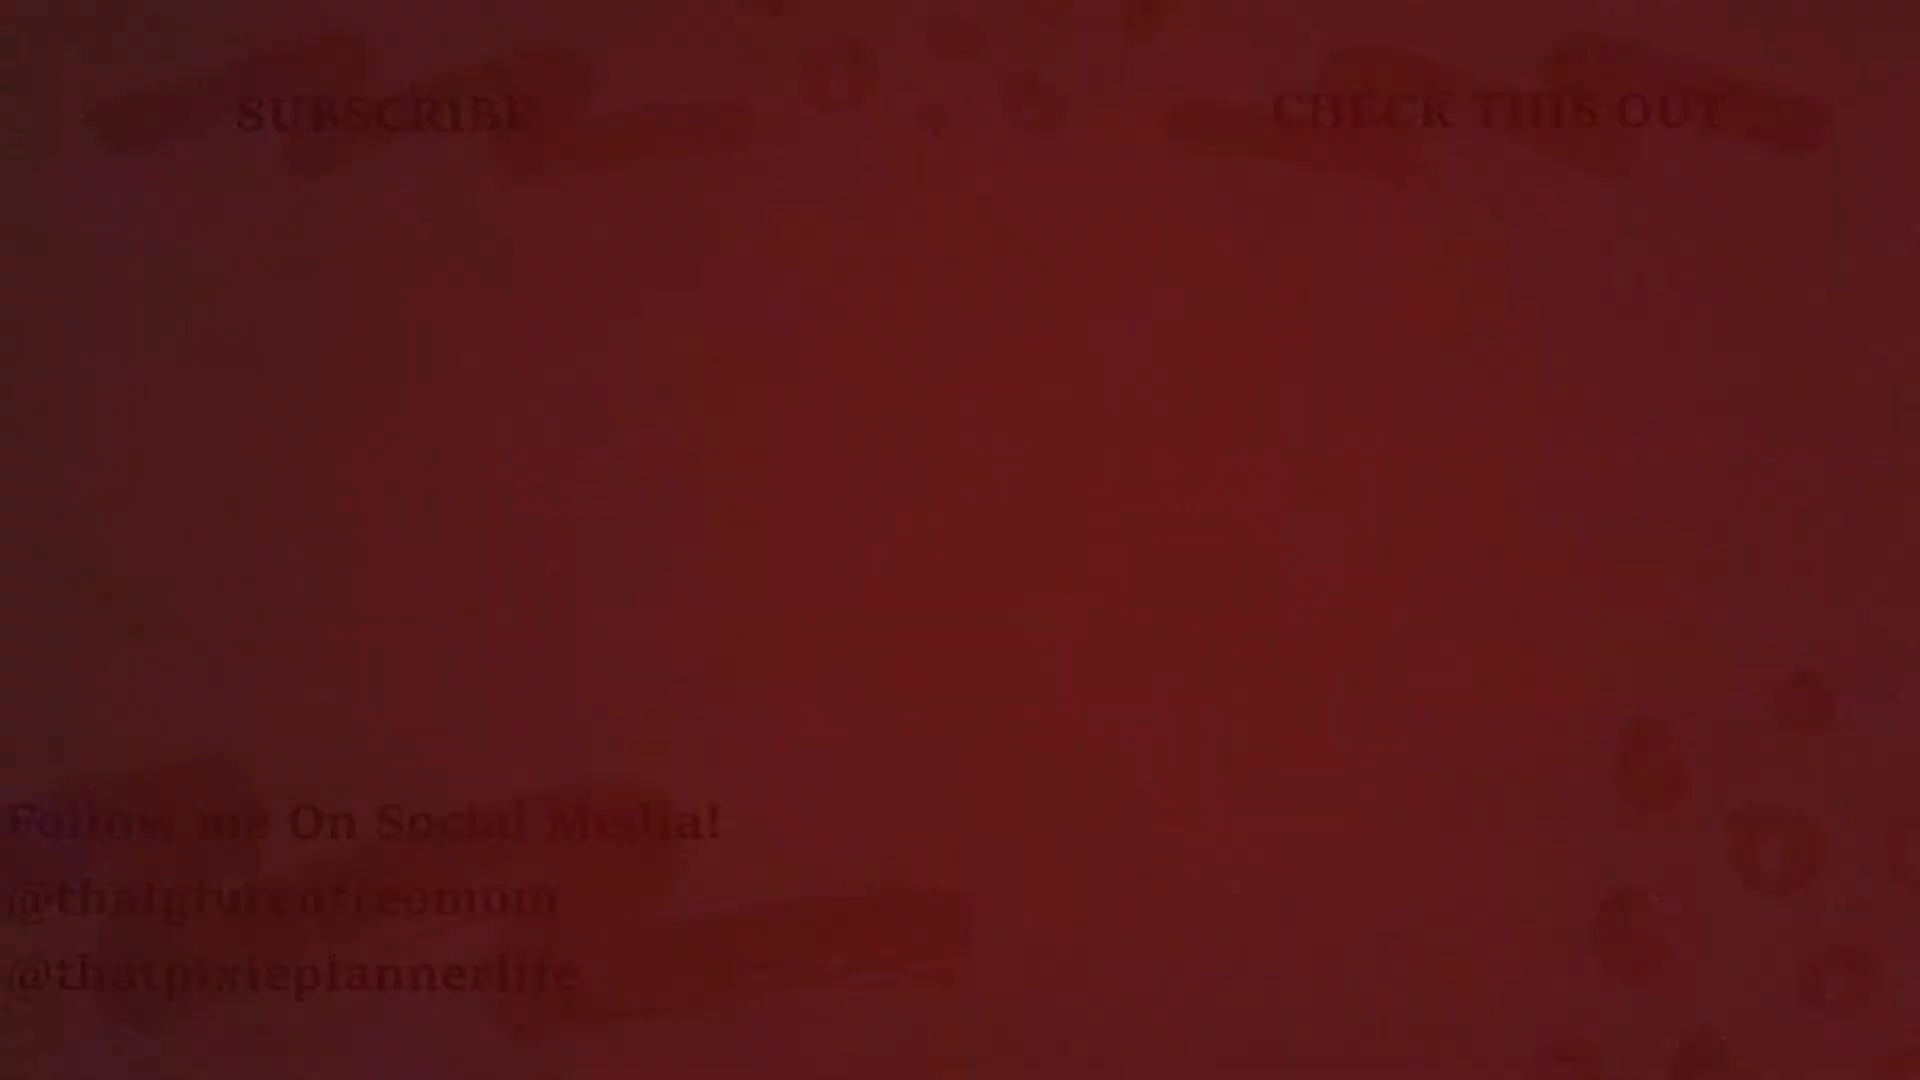 SUBSCRIBE
CHECK THIS OUT
Follow me On Social Media!
@thatglutenfreemom
@thatpixieplannerlife